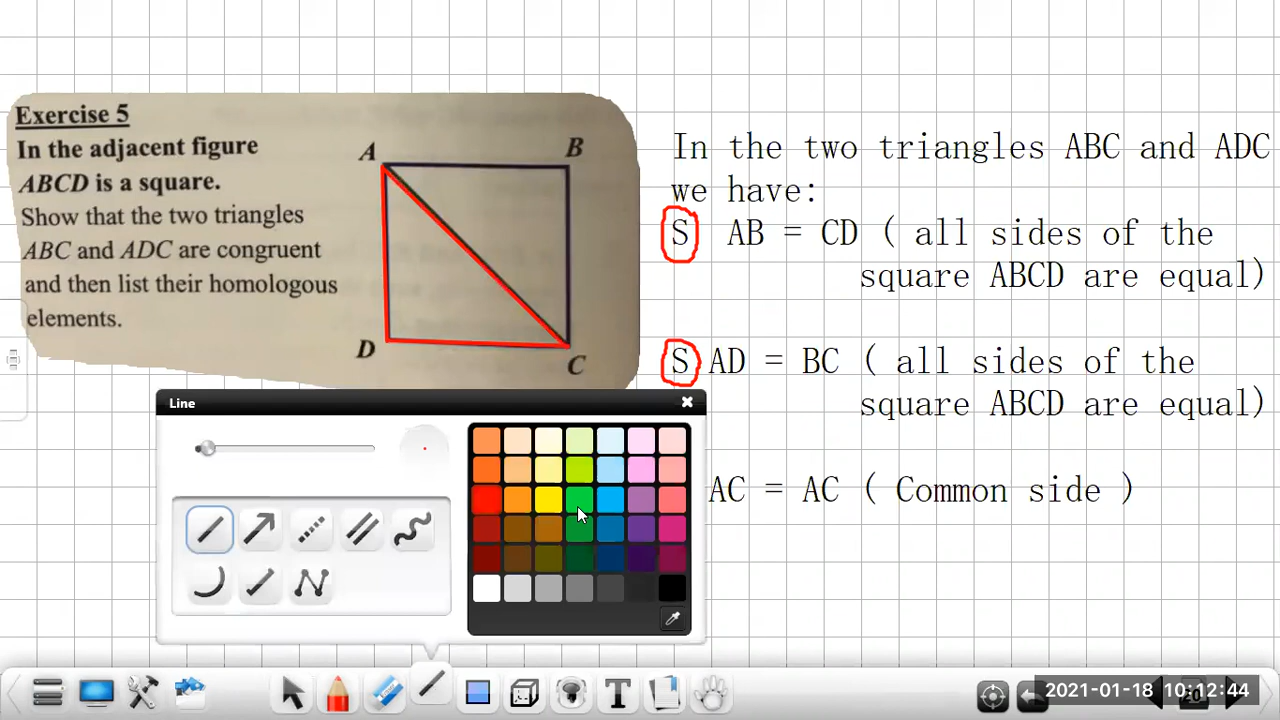 Exercise 5
In the adjacent figure
ABCD is a square.
Show that the two triangles
ABC and ADC are congruent
and then list their homologous
elements.
A
B
D
C
In the two triangles ABC and ADC
we have:
S AB = CD ( all sides of the
square ABCD are equal)
S AD = BC ( all sides of the
square ABCD are equal)
AC = AC ( Common side )
Line
T
2021-01-18 10:12:44